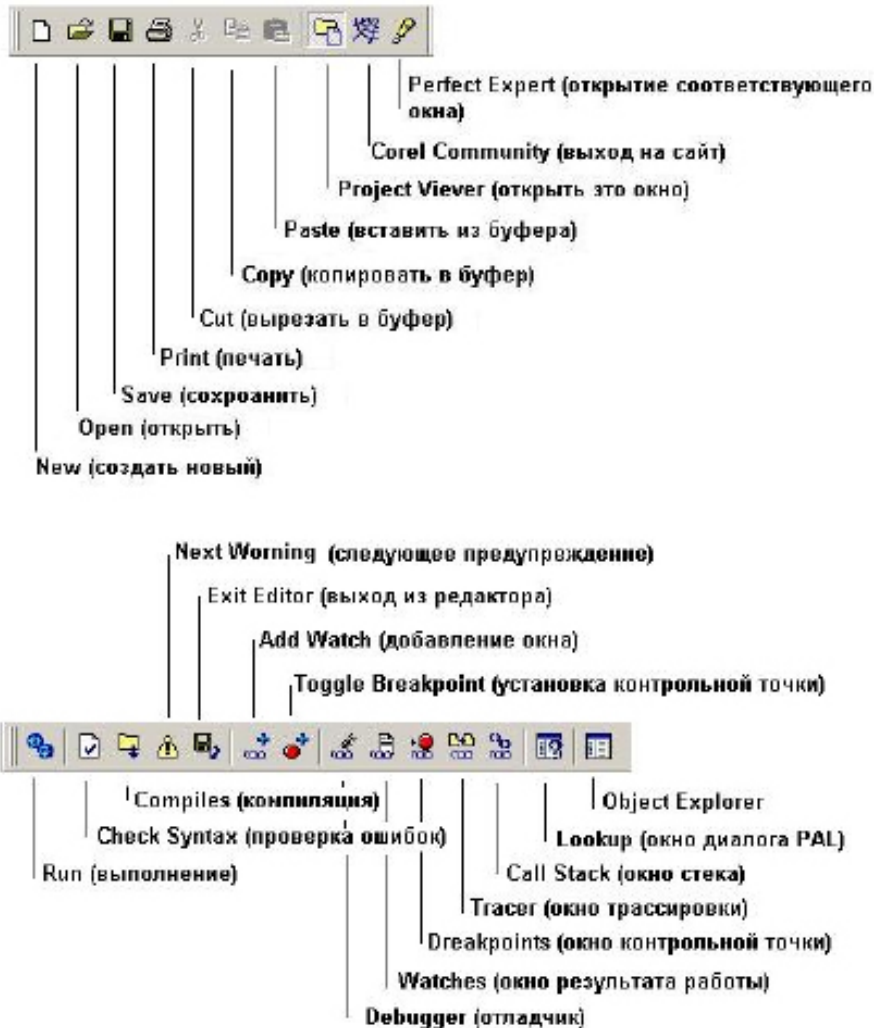 Perfect Expert (открытие соответствующего
окна)
Corel Community (выход на сайт)
Project Viever (открыть это окно)
Paste (вставить из буфера)
Copy (копировать в буфер)
Cut (вырезать в буфер)
Print (печать)
Save (сохроанить)
Open (открыть)
New (создать новый)
Next Worning (следующее предупреждение)
Exit Editor (выход из редактора)
Add Watch (добавление окна)
Toggle Breakpoint (установка контрольной точки)
Compiles (компиляция)
Object Explorer
Check Syntax (проверка ошибок)
Lookup (окно диалога PAL)
Run (выполнение)
Call Stack (окно стека)
Tracer (окно трассировки)
Dreakpoints (окно контрольной точки)
Watches (окно результата работы)
Debugger (отладчик)